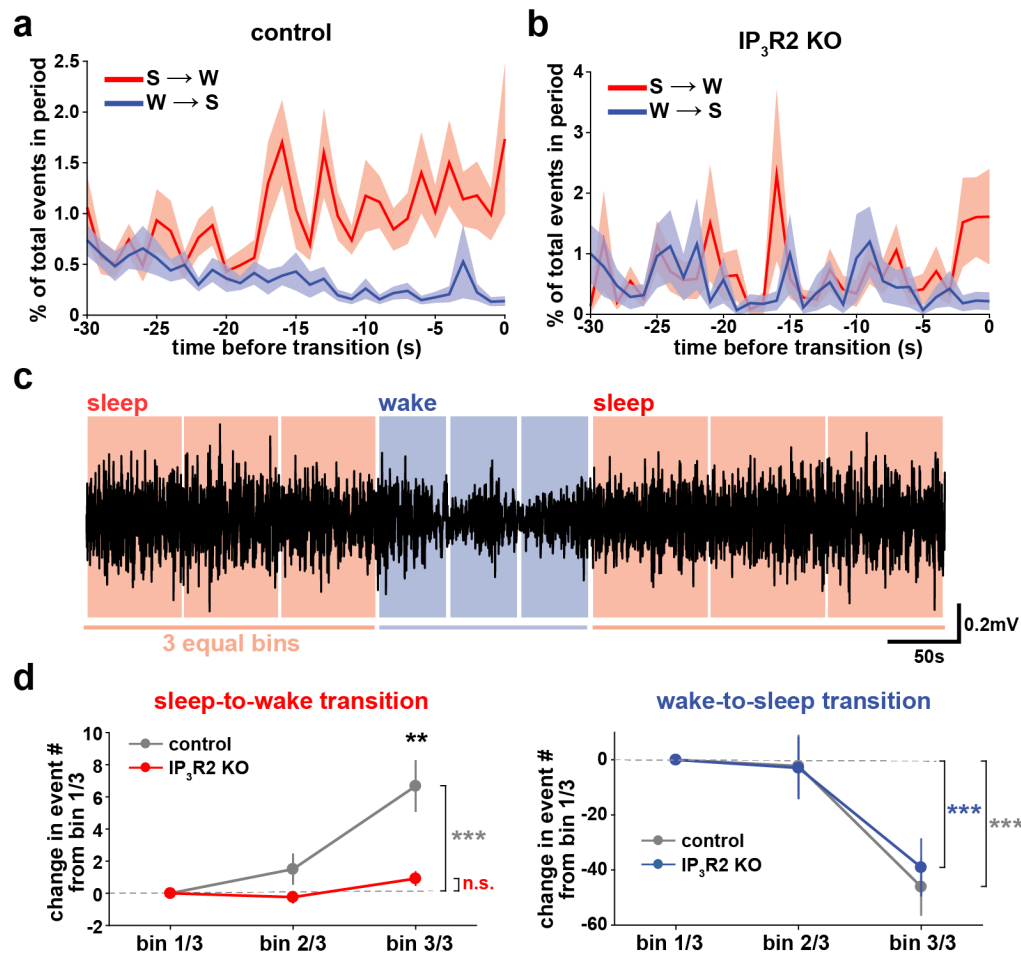 a
control
% of total events in period
2.5
2.0
1.5
1.0
0.5
0
S → W
W → S
-30
-25
-20
-15
-10
-5
0
time before transition (s)
b
IP3R2 KO
% of total events in period
4
3
2
1
0
S → W
W → S
-30
-25
-20
-15
-10
-5
0
time before transition (s)
c
sleep
wake
sleep
3 equal bins
0.2mV
50s
d
sleep-to-wake transition
change in event #
from bin 1/3
10
8
6
4
2
0
-2
control
IP3R2 KO
**
***
n.s.
bin 1/3
bin 2/3
bin 3/3
wake-to-sleep transition
change in event #
from bin 1/3
0
-20
-40
-60
control
IP3R2 KO
***
***
bin 1/3
bin 2/3
bin 3/3